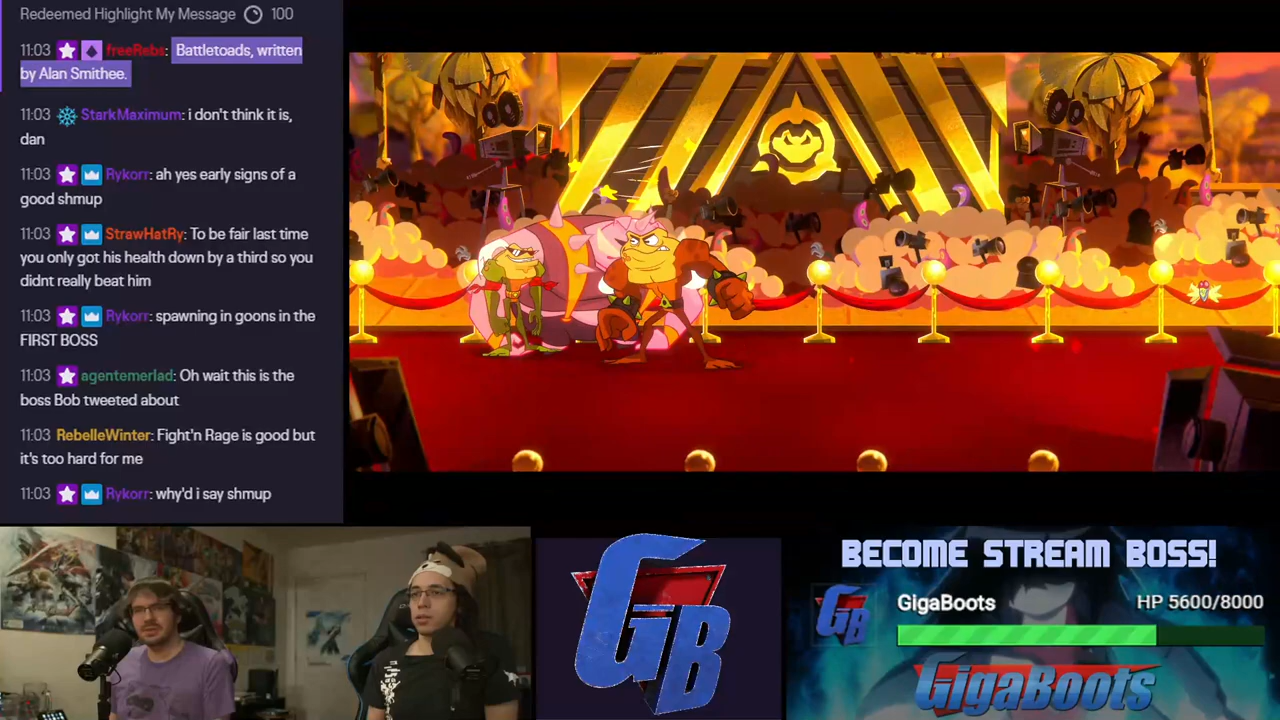 Redeemed Highlight My Message 100
11:03 freeRebs: Battletoads, written
by Alan Smithee.
11:03 StarkMaximum: i don't think it is,
dan
11:03 Rykorr: ah yes early signs of a
good shmup
11:03 StrawHatRy: To be fair last time
you only got his health down by a third so you
didnt really beat him
11:03 Rykorr: spawning in goons in the
FIRST BOSS
11:03 agentemerlad: Oh wait this is the
boss Bob tweeted about
11:03 RebelleWinter: Fight'n Rage is good but
it's too hard for me
11:03 Rykorr: why'd i say shmup
GB
BECOME STREAM BOSS!
GB
GigaBoots HP 5600/8000
GIGABOOTS